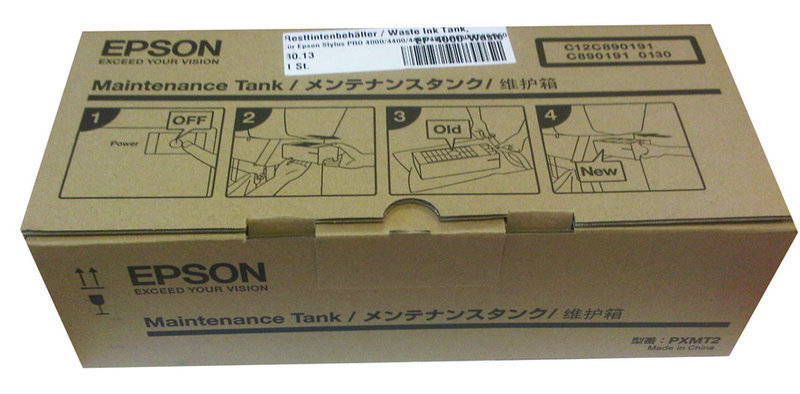 EPSON
EXCEED YOUR VISION
Resttintenbehälter / Waste Ink Tank,
für Epson Stylus PRO 4000/4400/
EP-4000-Waste
30.13
1 St.
C12C890191
C890191 0130
Maintenance Tank / メンテナンスタンク / 维护箱
1
OFF
Power
2
3
Old
4
New
EPSON
EXCEED YOUR VISION
Maintenance Tank / メンテナンスタンク / 维护箱
型番 : PXMT2
Made in China